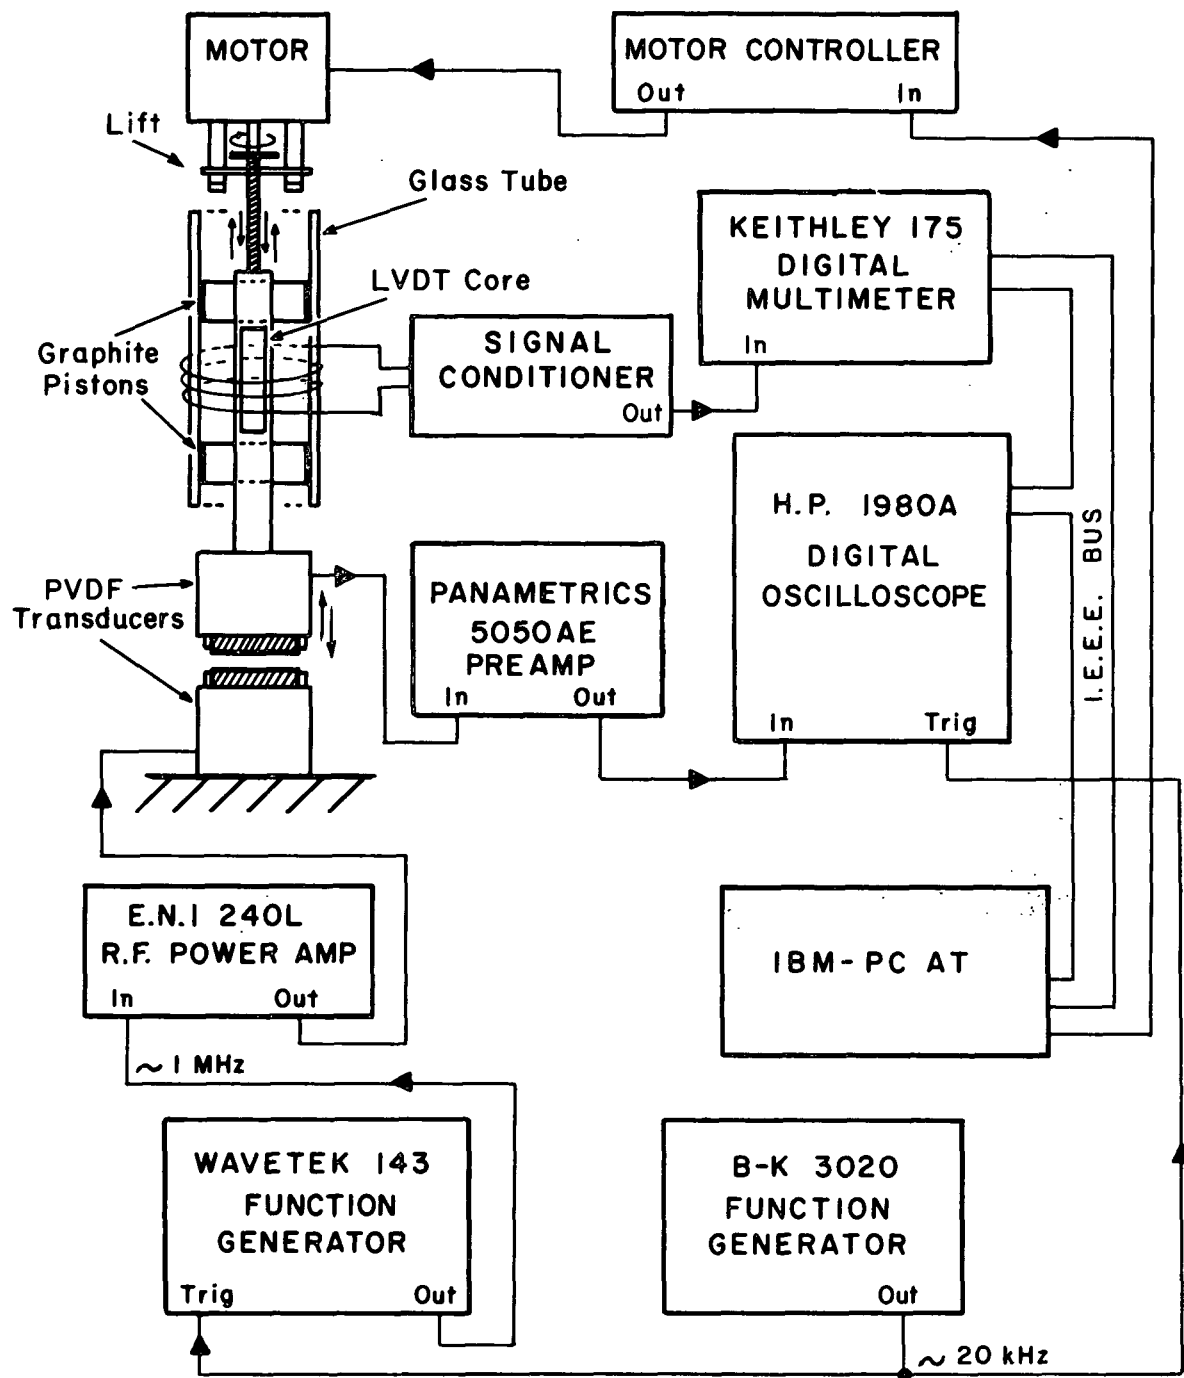 MOTOR
MOTOR CONTROLLER
Out
In
Lift
Glass Tube
KEITHLEY 175
DIGITAL
MULTIMETER
In
LVDT Core
SIGNAL
CONDITIONER
Out
Graphite
Pistons
H.P. 1980A
DIGITAL
OSCILLOSCOPE
In
Trig
I.E.E.E. BUS
PVDF
Transducers
PANAMETRICS
5050AE
PREAMP
In
Out
E.N.I 240L
R.F. POWER AMP
In
Out
~ 1 MHz
IBM-PC AT
WAVETEK 143
FUNCTION
GENERATOR
Trig
Out
B-K 3020
FUNCTION
GENERATOR
Out
~ 20 kHz